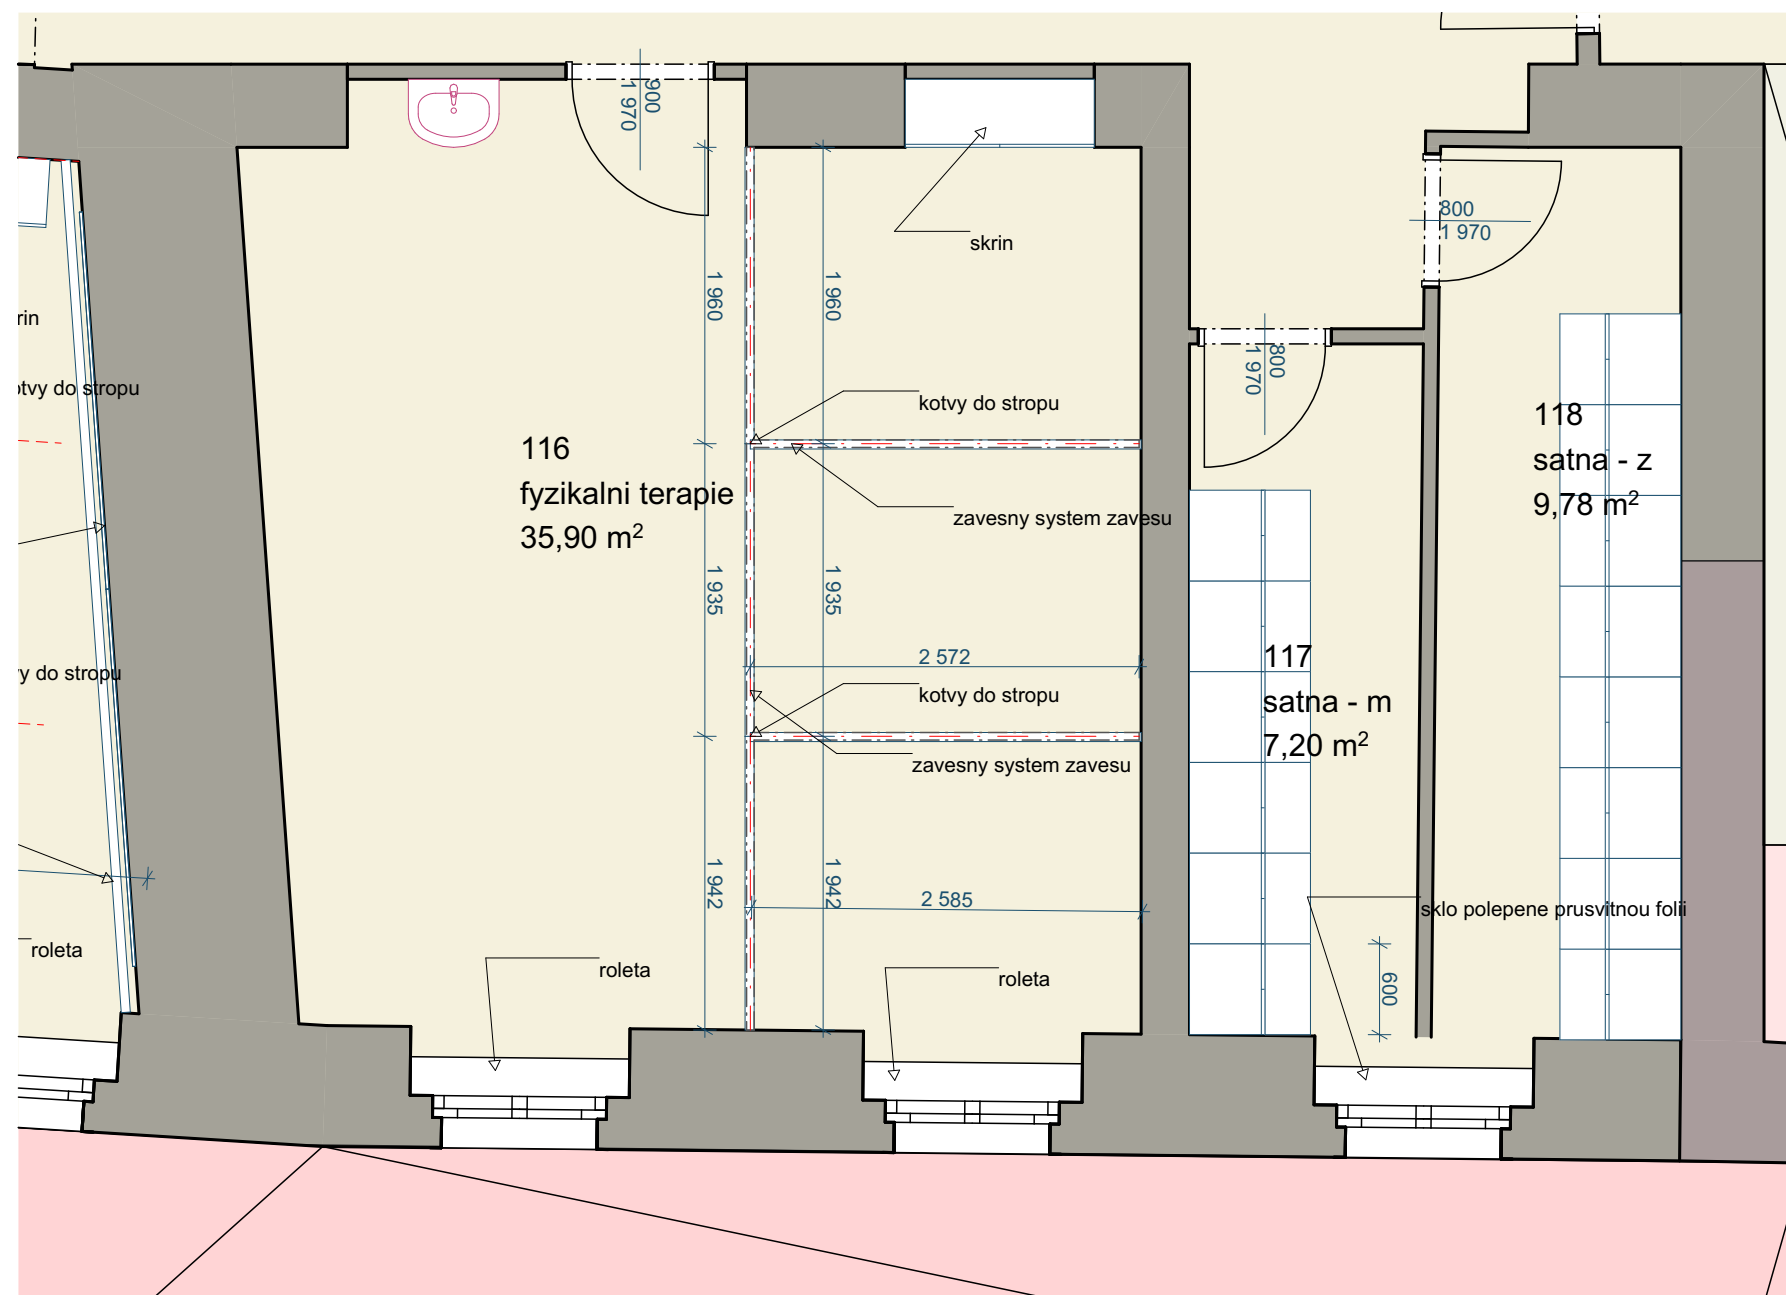 900
1 970
skrin
800
1 970
1 960
1 960
rin
800
1 970
otvy do stropu
kotvy do stropu
118
satna - z
9,78 m²
116
fyzikalni terapie
35,90 m²
zavesny system zavesu
1 935
1 935
2 572
117
satna - m
7,20 m²
y do stropu
kotvy do stropu
zavesny system zavesu
1 942
1 942
2 585
sklo polepene prusvitnou folii
roleta
roleta
roleta
600